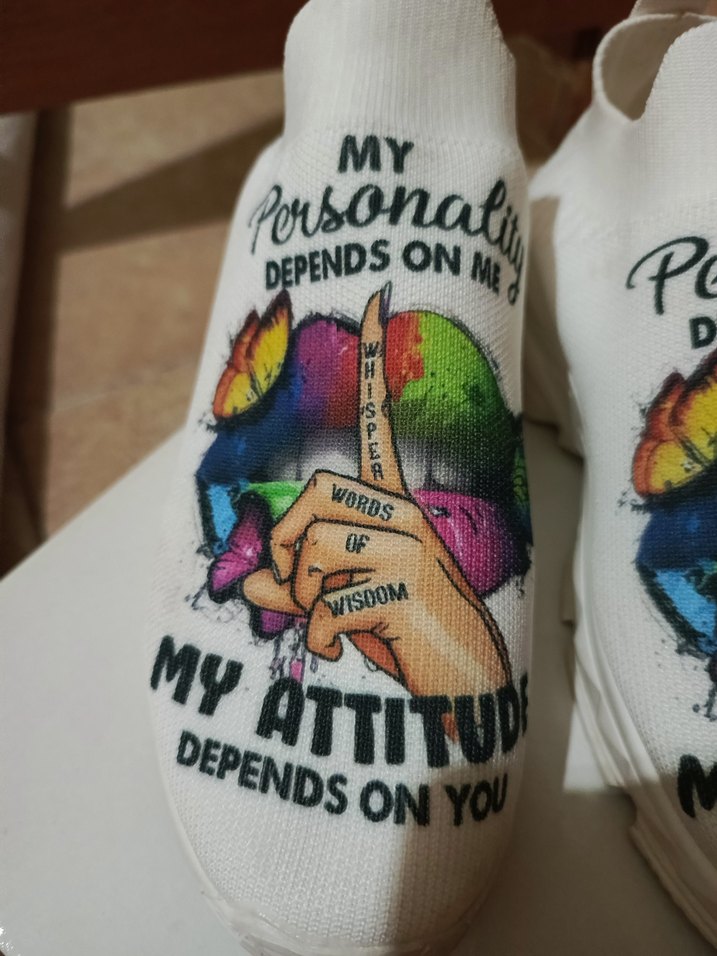 MY
Personality
DEPENDS ON ME
WHISPER
WORDS
OF
WISDOM
MY ATTITUDE
DEPENDS ON YOU